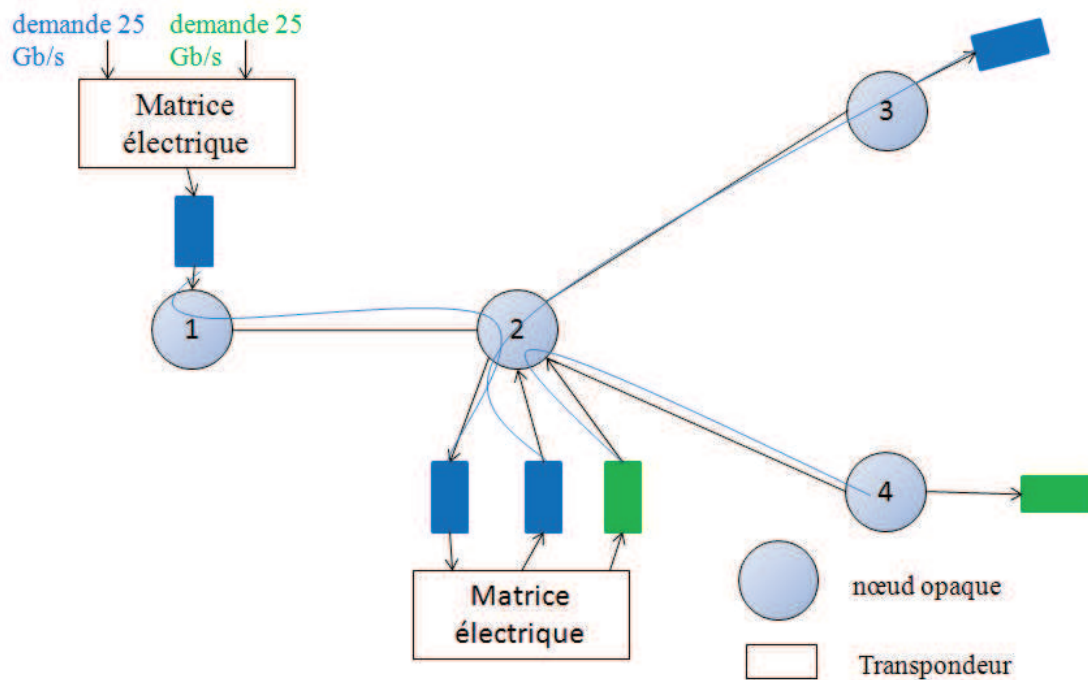 demande 25
Gb/s
demande 25
Gb/s
Matrice
électrique
3
1
2
4
Matrice
électrique
nœud opaque
Transpondeur